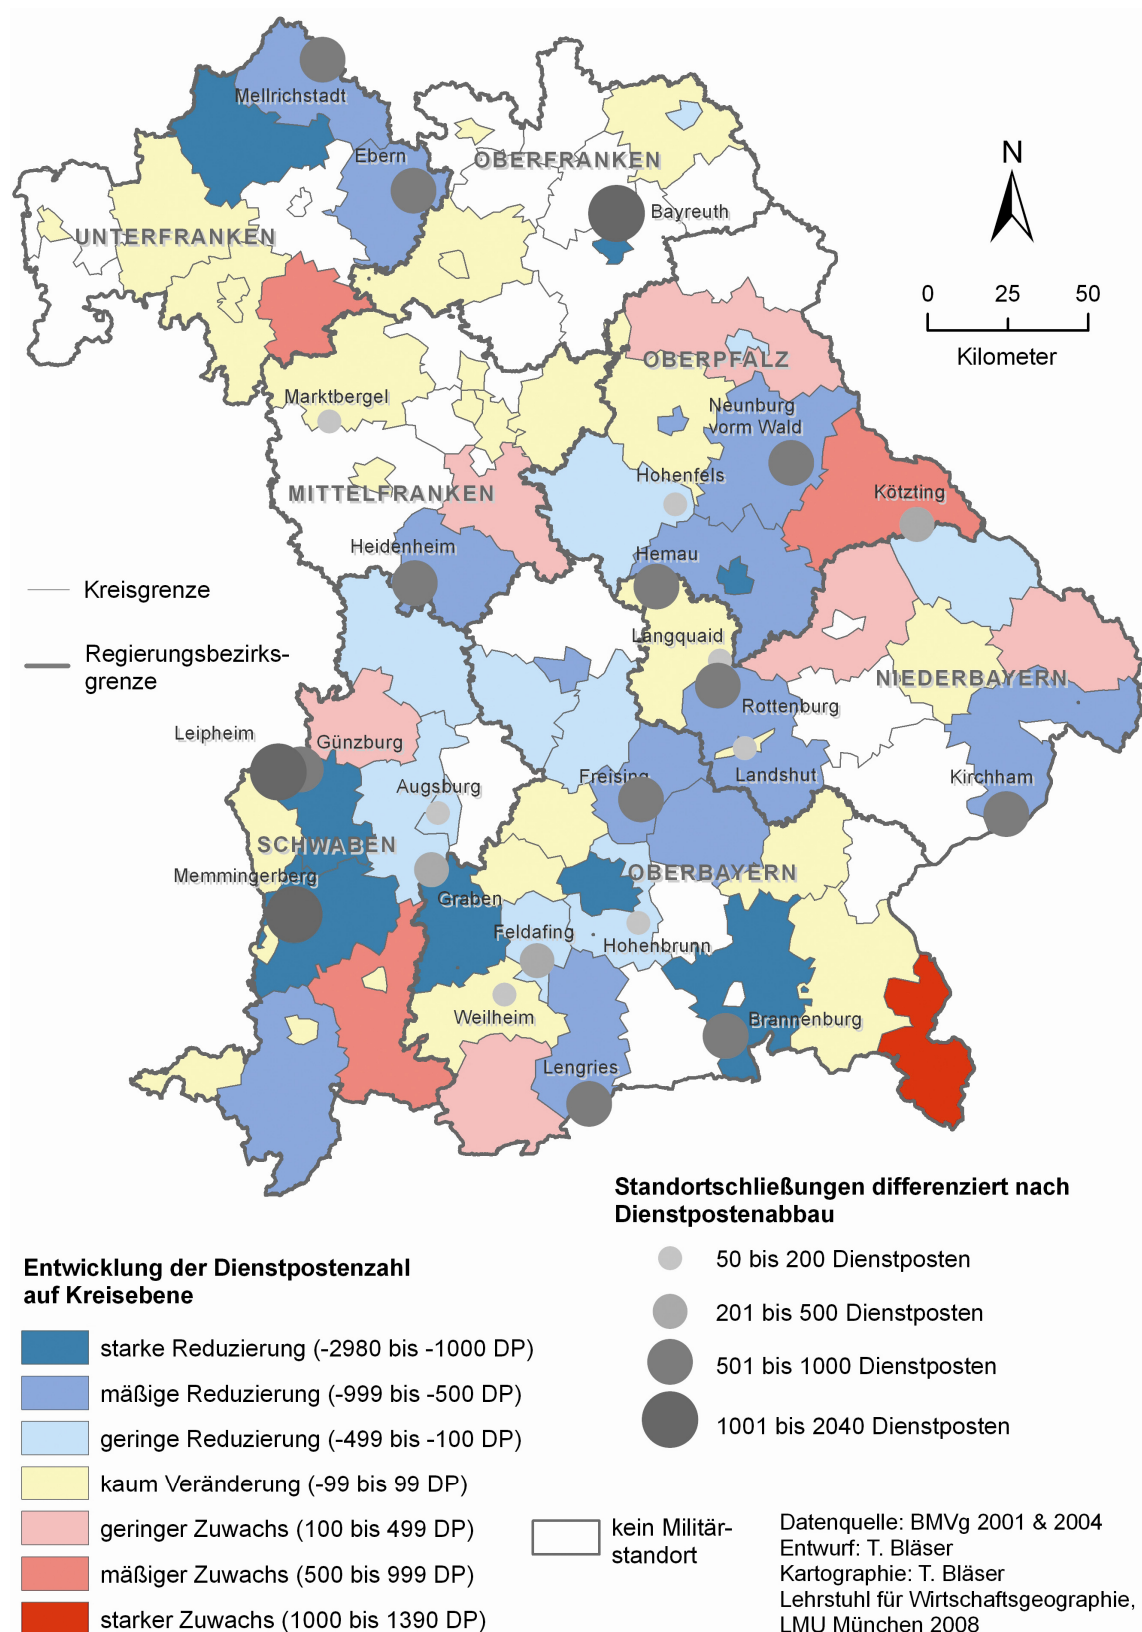 Mellrichstadt
Ebern
OBERFRANKEN
Bayreuth
UNTERFRANKEN
N
0 25 50
Kilometer
OBERPFALZ
Marktbergel
Neunburg
vorm Wald
Hohenfels
Kötzting
MITTELFRANKEN
Heidenheim
Hemau
Kreisgrenze
Langquaid
Regierungsbezirks-
grenze
NIEDERBAYERN
Rottenburg
Leipheim
Günzburg
Landshut
Freising
Kirchham
Augsburg
SCHWABEN
OBERBAYERN
Memmingerberg
Graben
Feldafing
Hohenbrunn
Weilheim
Brannenburg
Lengries
Standortschließungen differenziert nach
Dienstpostenabbau
50 bis 200 Dienstposten
201 bis 500 Dienstposten
501 bis 1000 Dienstposten
1001 bis 2040 Dienstposten
Entwicklung der Dienstpostenzahl
auf Kreisebene
starke Reduzierung (-2980 bis -1000 DP)
mäßige Reduzierung (-999 bis -500 DP)
geringe Reduzierung (-499 bis -100 DP)
kaum Veränderung (-99 bis 99 DP)
geringer Zuwachs (100 bis 499 DP)
mäßiger Zuwachs (500 bis 999 DP)
starker Zuwachs (1000 bis 1390 DP)
kein Militär-
standort
Datenquelle: BMVg 2001 & 2004
Entwurf: T. Bläser
Kartographie: T. Bläser
Lehrstuhl für Wirtschaftsgeographie,
LMU München 2008